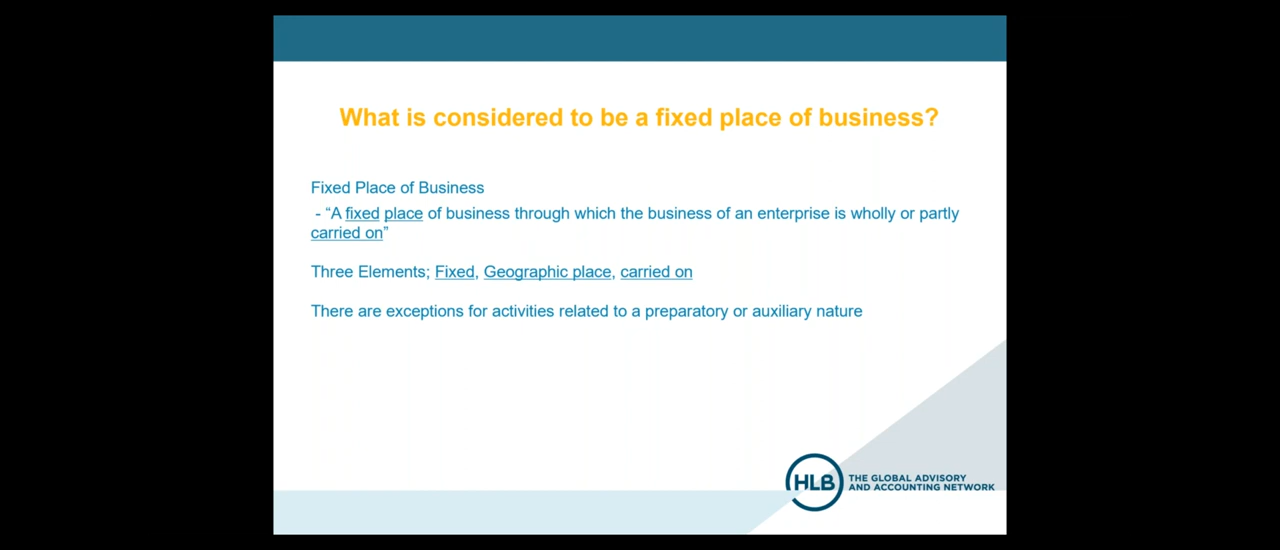 What is considered to be a fixed place of business?
Fixed Place of Business
- “A fixed place of business through which the business of an enterprise is wholly or partly
carried on”
Three Elements; Fixed, Geographic place, carried on
There are exceptions for activities related to a preparatory or auxiliary nature
HLB
THE GLOBAL ADVISORY
AND ACCOUNTING NETWORK